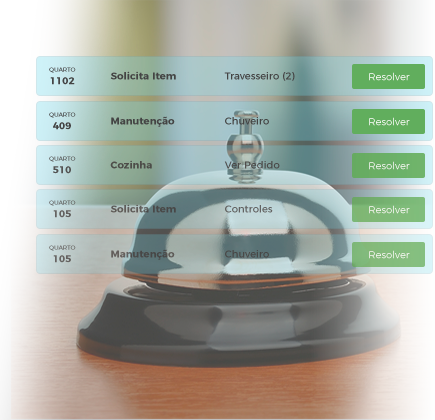 QUARTO
1102
Solicita Item
Travesseiro (2)
Resolver
QUARTO
409
Manutenção
Chuveiro
Resolver
QUARTO
510
Cozinha
Ver Pedido
Resolver
QUARTO
105
Solicita Item
Controles
Resolver
QUARTO
105
Manutenção
Chuveiro
Resolver